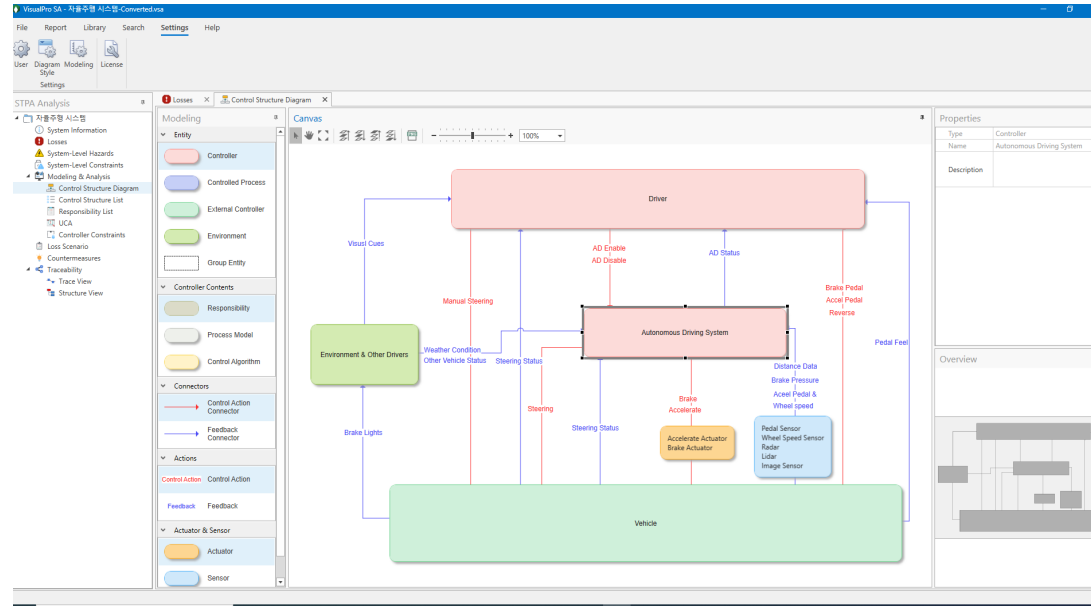 VisualPro SA - 자율주행 시스템-Converted.vsa
File Report Library Search Settings Help
User
Diagram Style
Modeling
License
Settings
STPA Analysis
자율주행 시스템
System Information
Losses
System-Level Hazards
System-Level Constraints
Modeling & Analysis
Control Structure Diagram
Control Structure List
Responsibility List
UCA
Controller Constraints
Loss Scenario
Countermeasures
Traceability
Trace View
Structure View
Losses
Control Structure Diagram
Modeling
Entity
Controller
Controlled Process
External Controller
Environment
Group Entity
Controller Contents
Responsibility
Process Model
Control Algorithm
Connectors
Control Action
Connector
Feedback
Connector
Actions
Control Action Control Action
Feedback Feedback
Actuator & Sensor
Actuator
Sensor
Canvas
100%
Driver
Visusl Cues
AD Enable
AD Disable
AD Status
Manual Steering
Brake Pedal
Accel Pedal
Reverse
Autonomous Driving System
Environment & Other Drivers
Weather Condition
Other Vehicle Status
Steering Status
Pedal Feel
Distance Data
Brake Pressure
Aceel Pedal &
Wheel speed
Brake
Accelerate
Steering
Steering Status
Brake Lights
Accelerate Actuator
Brake Actuator
Pedal Sensor
Wheel Speed Sensor
Radar
Lidar
Image Sensor
Vehicle
Properties
Type Controller
Name Autonomous Driving System
Description
Overview